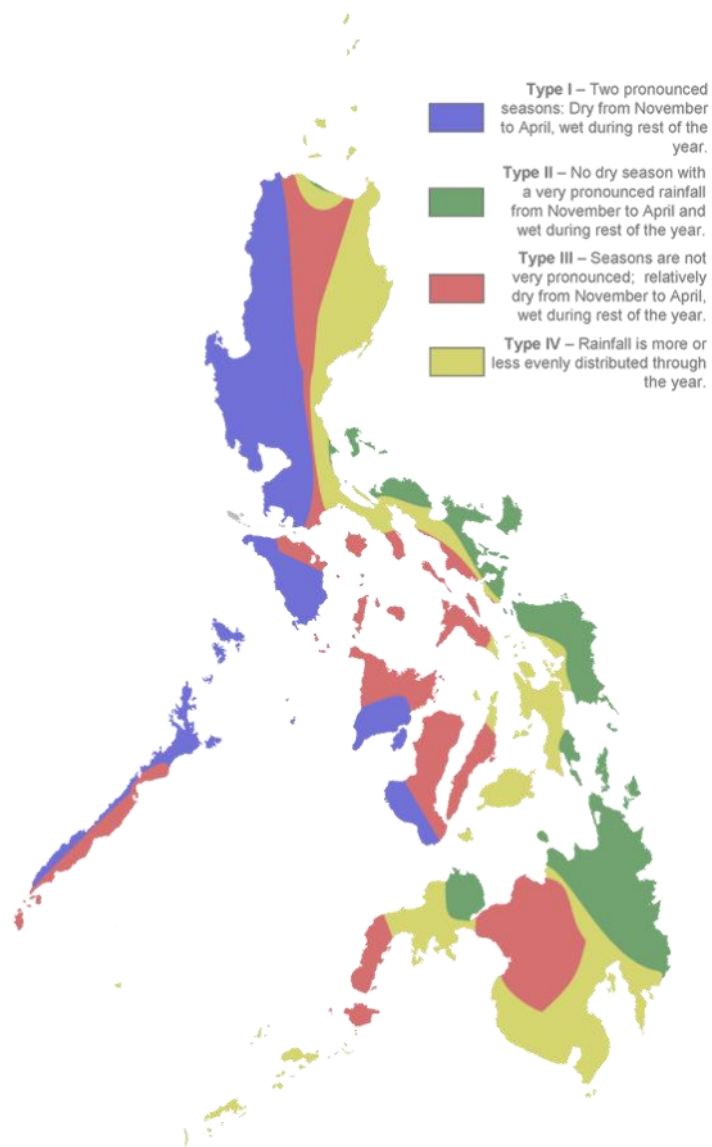 Type I – Two pronounced
seasons: Dry from November
to April, wet during rest of the
year.
Type II – No dry season with
a very pronounced rainfall
from November to April and
wet during rest of the year.
Type III – Seasons are not
very pronounced; relatively
dry from November to April,
wet during rest of the year.
Type IV – Rainfall is more or
less evenly distributed through
the year.